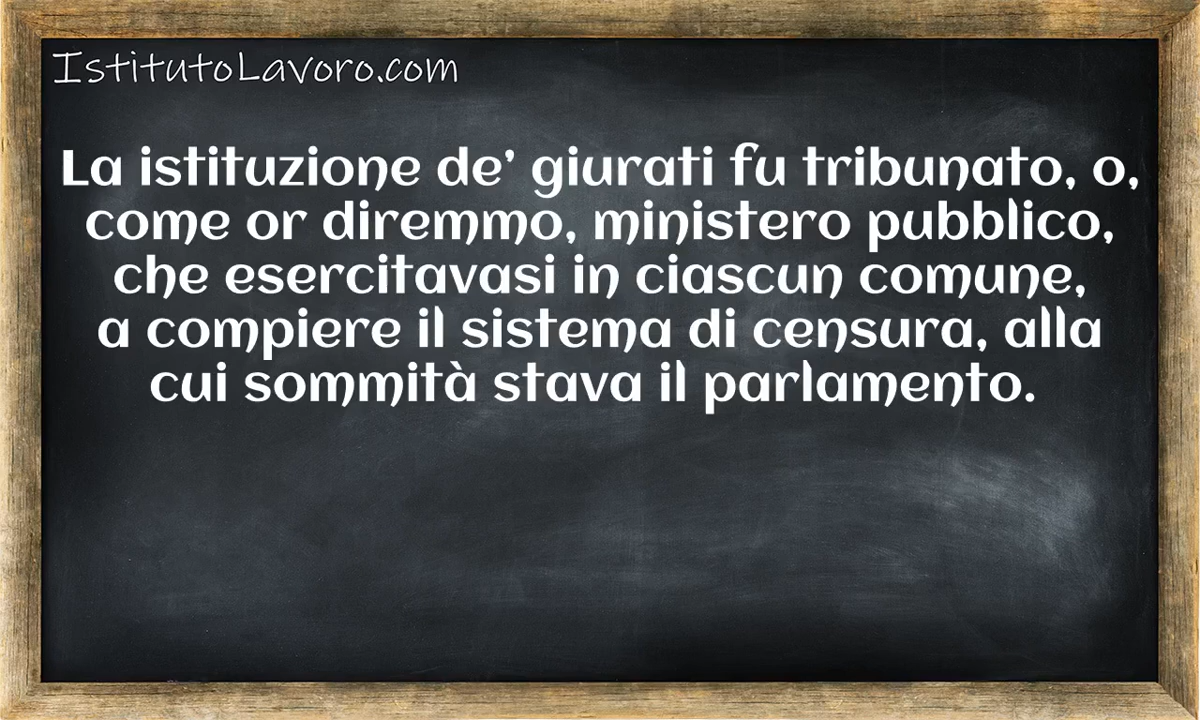 IstitutoLavoro.com
La istituzione de’ giurati fu tribunato, o,
come or diremmo, ministero pubblico,
che esercitavasi in ciascun comune,
a compiere il sistema di censura, alla
cui sommità stava il parlamento.